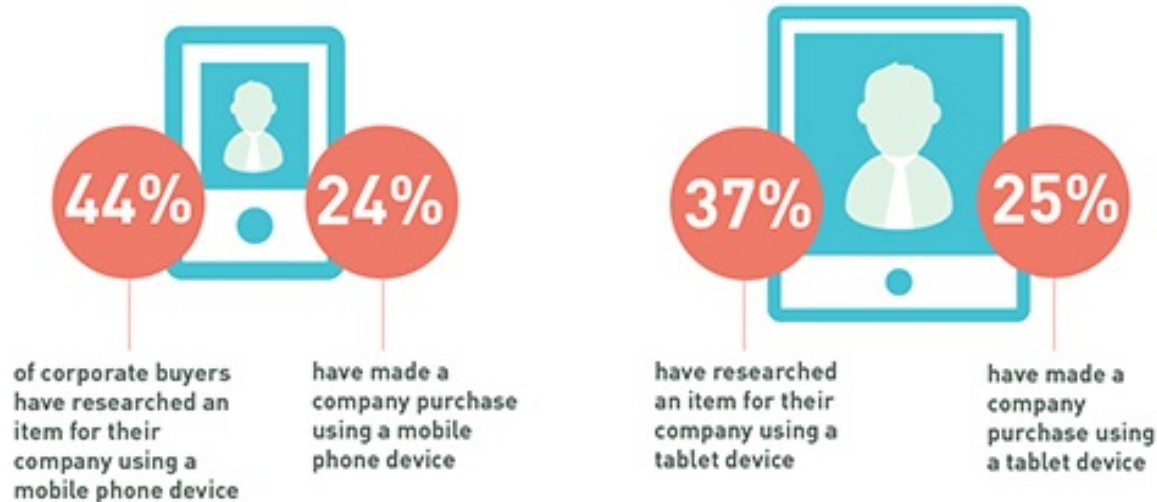 44%
of corporate buyers
have researched an
item for their
company using a
mobile phone device
24%
have made a
company purchase
using a mobile
phone device
37%
have researched
an item for their
company using a
tablet device
25%
have made a
company
purchase using
a tablet device